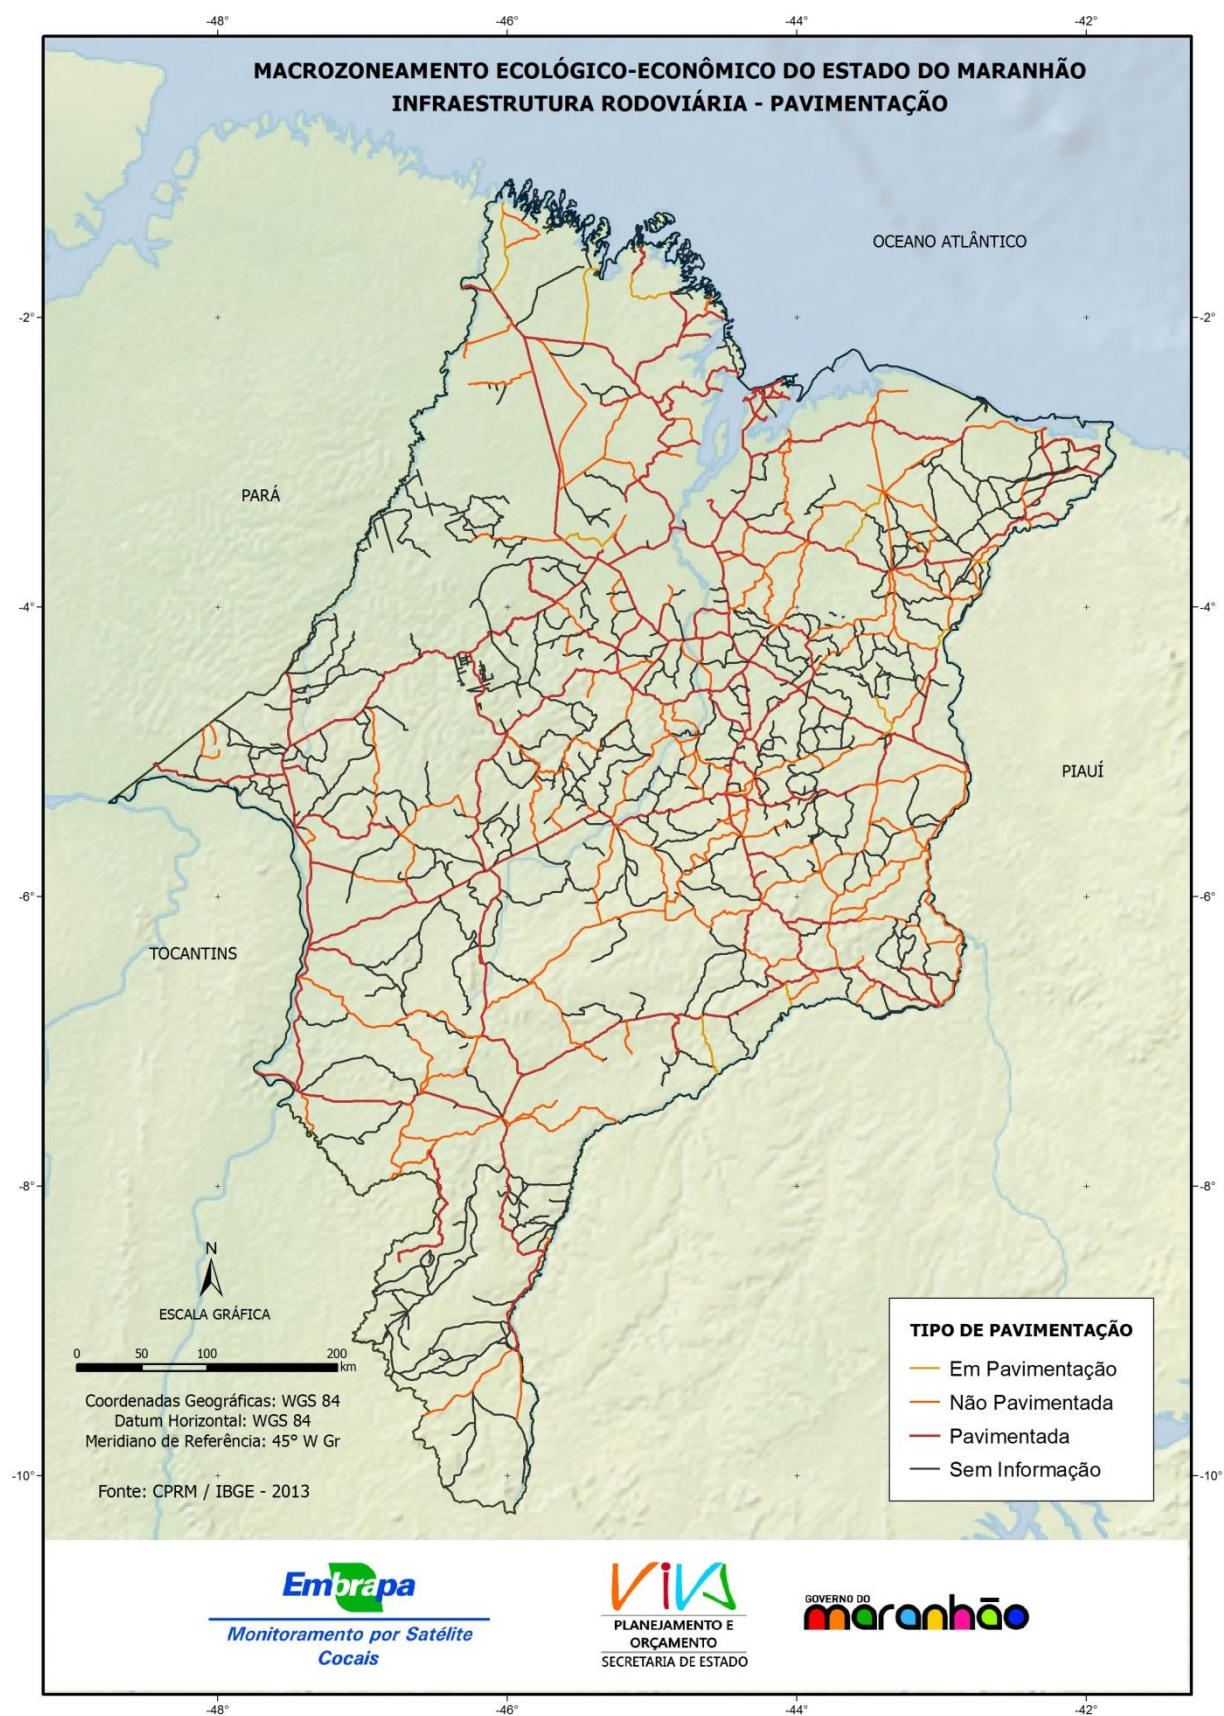 -48°
-46°
-44°
-42°
MACROZONEAMENTO ECOLÓGICO-ECONÔMICO DO ESTADO DO MARANHÃO
INFRAESTRUTURA RODOVIÁRIA - PAVIMENTAÇÃO
OCEANO ATLÂNTICO
-2°
-2°
PARÁ
-4°
-4°
PIAUÍ
-6°
-6°
TOCANTINS
-8°
-8°
N
ESCALA GRÁFICA
0 50 100 200
km
Coordenadas Geográficas: WGS 84
Datum Horizontal: WGS 84
Meridiano de Referência: 45° W Gr
Fonte: CPRM / IBGE - 2013
TIPO DE PAVIMENTAÇÃO
Em Pavimentação
Não Pavimentada
Pavimentada
Sem Informação
-10°
-10°
Embrapa
Monitoramento por Satélite
Cocais
VIVA
PLANEJAMENTO E
ORÇAMENTO
SECRETARIA DE ESTADO
GOVERNO DO
maranhão
-48°
-46°
-44°
-42°